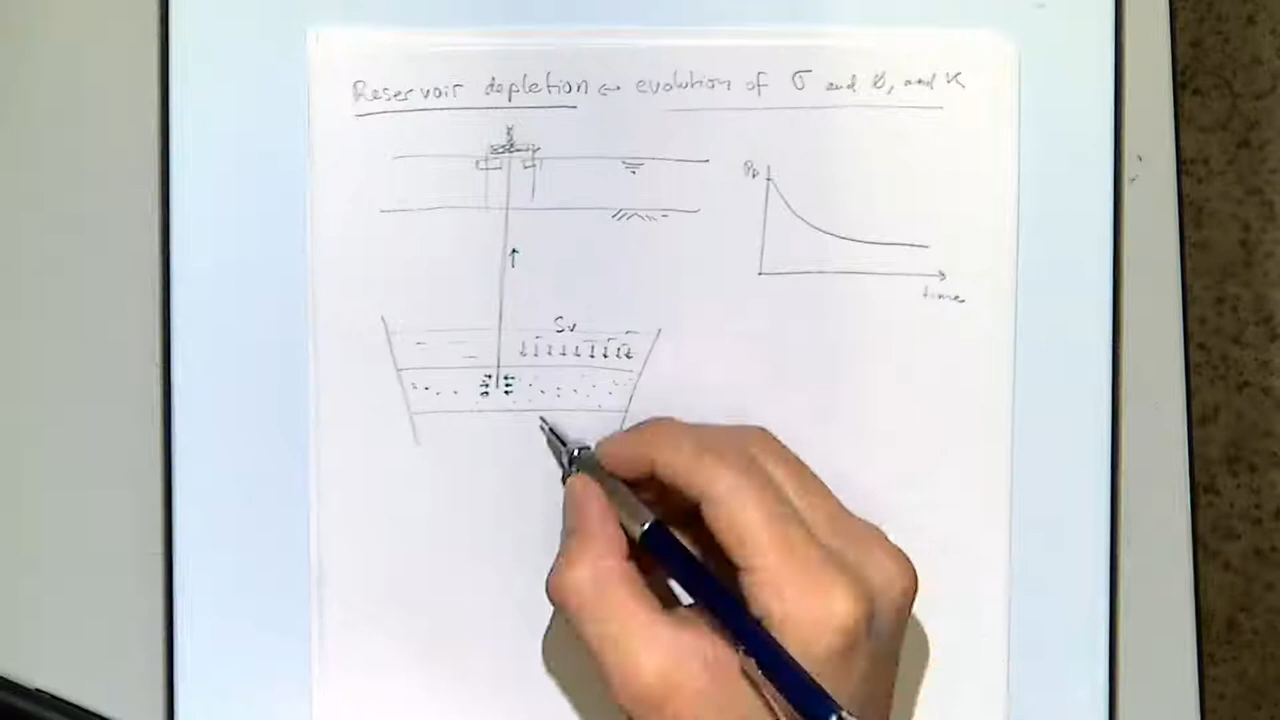 Reservoir depletion ↔ evolution of σ and ϕ, and k
Pp
time
Sv